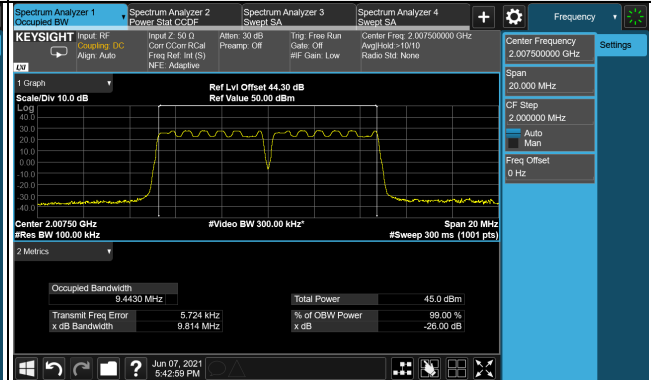 Spectrum Analyzer 1
Occupied BW
Spectrum Analyzer 2
Power Stat CCDF
Spectrum Analyzer 3
Swept SA
Spectrum Analyzer 4
Swept SA
+
Frequency
KEYSIGHT
Input: RF
Coupling: DC
Align: Auto
Input Z: 50 Ω
Corr CCorr RCal
Freq Ref: Int (S)
NFE: Adaptive
Atten: 30 dB
Preamp: Off
Trig: Free Run
Gate: Off
#IF Gain: Low
Center Freq: 2.007500000 GHz
Avg|Hold:>10/10
Radio Std: None
LXI
Center Frequency
2.007500000 GHz
Settings
Span
20.000 MHz
CF Step
2.000000 MHz
Auto
Man
Freq Offset
0 Hz
1 Graph
Ref Lvl Offset 44.30 dB
Scale/Div 10.0 dB
Ref Value 50.00 dBm
Log
40.0
30.0
20.0
10.0
0.00
-10.0
-20.0
-30.0
-40.0
Center 2.00750 GHz
#Video BW 300.00 kHz*
Span 20 MHz
#Res BW 100.00 kHz
#Sweep 300 ms (1001 pts)
2 Metrics
Occupied Bandwidth
9.4430 MHz
Total Power
45.0 dBm
Transmit Freq Error
5.724 kHz
% of OBW Power
99.00 %
x dB Bandwidth
9.814 MHz
x dB
-26.00 dB
?
Jun 07, 2021
5:42:59 PM